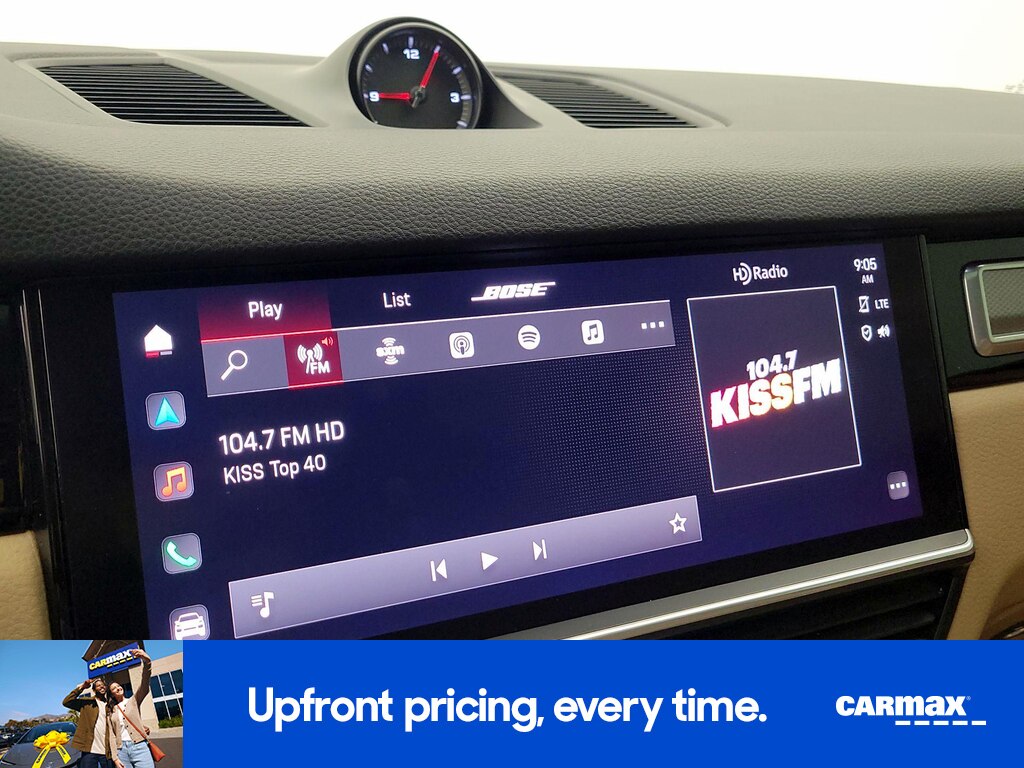 12
9
3
Play
List
BOSE
HD Radio
9:05
AM
LTE
FM
sxm
104.7 FM HD
KISS Top 40
104.7
KISSFM
CARMAX
Upfront pricing, every time.
CARMAX